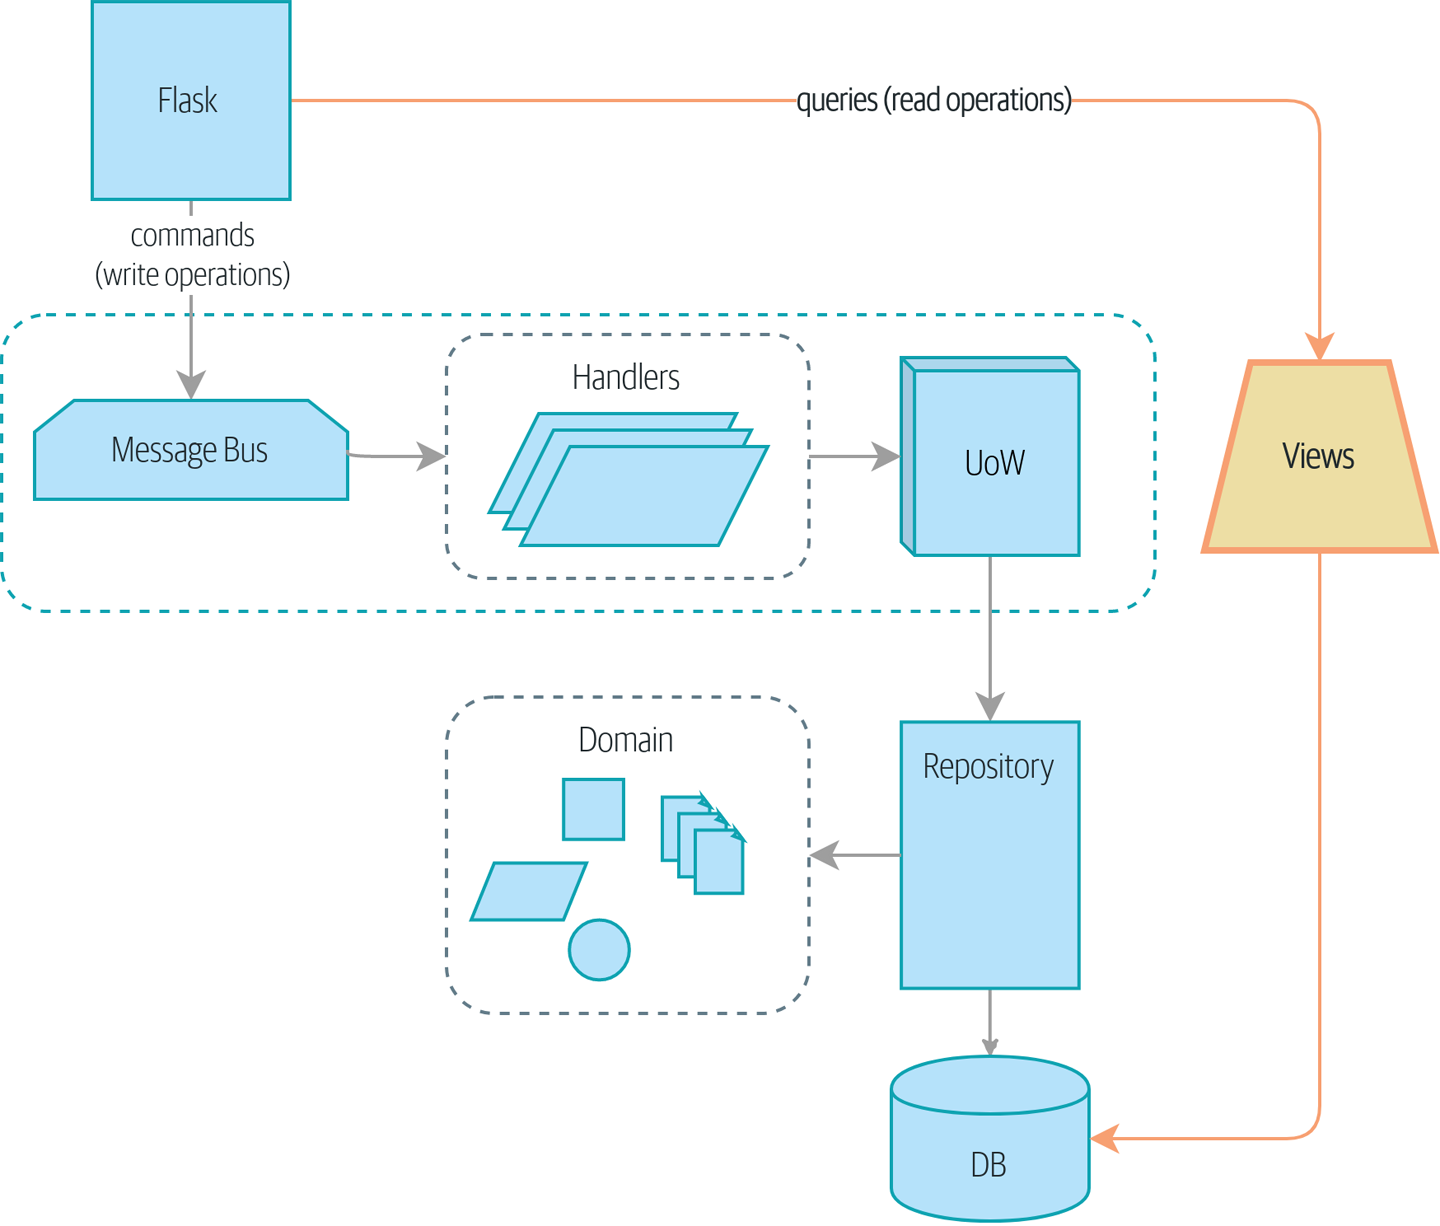 Flask
queries (read operations)
commands
(write operations)
Handlers
Message Bus
UoW
Views
Domain
Repository
DB